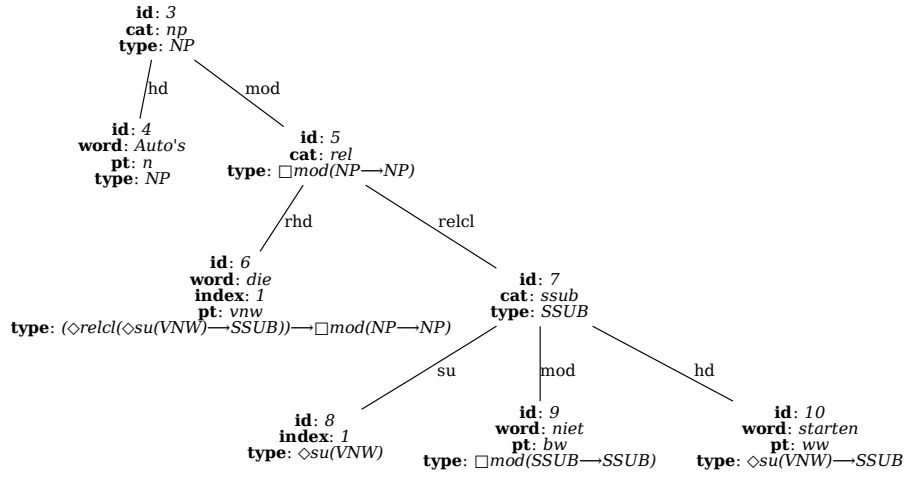 id: 3
cat: np
type: NP
hd
mod
id: 4
word: Auto's
pt: n
type: NP
id: 5
cat: rel
type: □mod(NP⟶NP)
rhd
relcl
id: 6
word: die
index: 1
pt: vnw
type: (◇relcl(◇su(VNW)⟶SSUB))⟶□mod(NP⟶NP)
id: 7
cat: ssub
type: SSUB
su
mod
hd
id: 8
index: 1
type: ◇su(VNW)
id: 9
word: niet
pt: bw
type: □mod(SSUB⟶SSUB)
id: 10
word: starten
pt: ww
type: ◇su(VNW)⟶SSUB